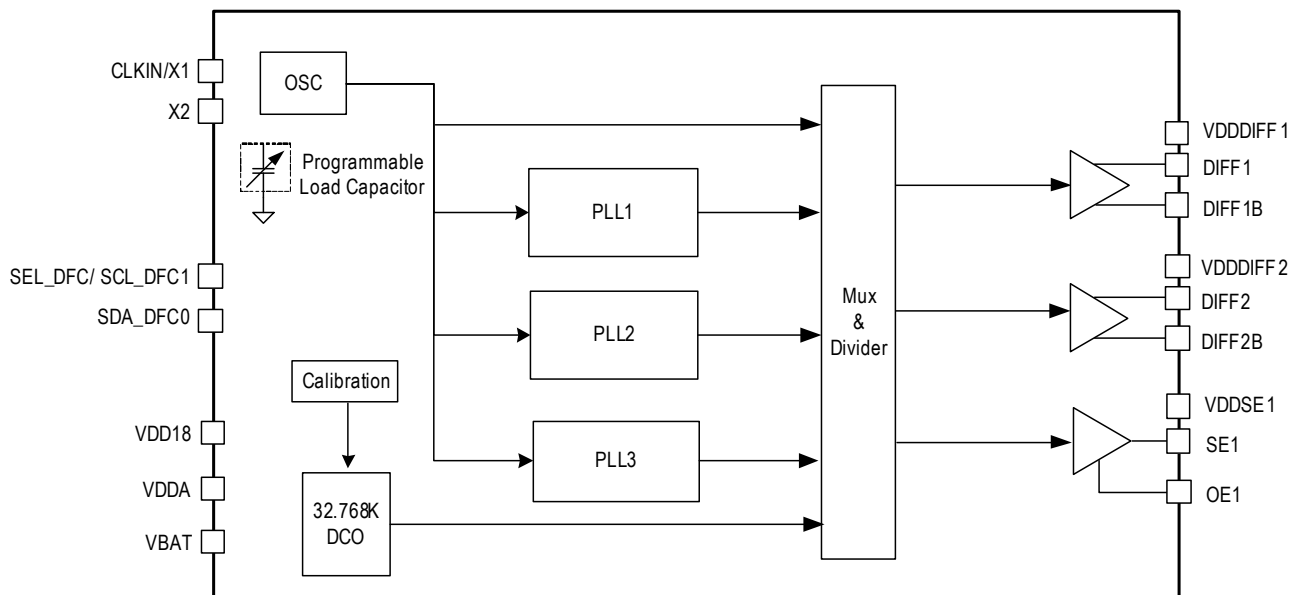 CLKIN/X1
X2
SEL_DFC/ SCL_DFC1
SDA_DFC0
VDD18
VDDA
VBAT
OSC
Programmable
Load Capacitor
Calibration
32.768K
DCO
PLL1
PLL2
PLL3
Mux
&
Divider
VDDDIFF1
DIFF1
DIFF1B
VDDDIFF2
DIFF2
DIFF2B
VDDSE1
SE1
OE1